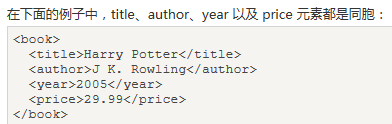 在下面的例子中，title、author、year 以及 price 元素都是同胞：
<book>
  <title>Harry Potter</title>
  <author>J K. Rowling</author>
  <year>2005</year>
  <price>29.99</price>
</book>